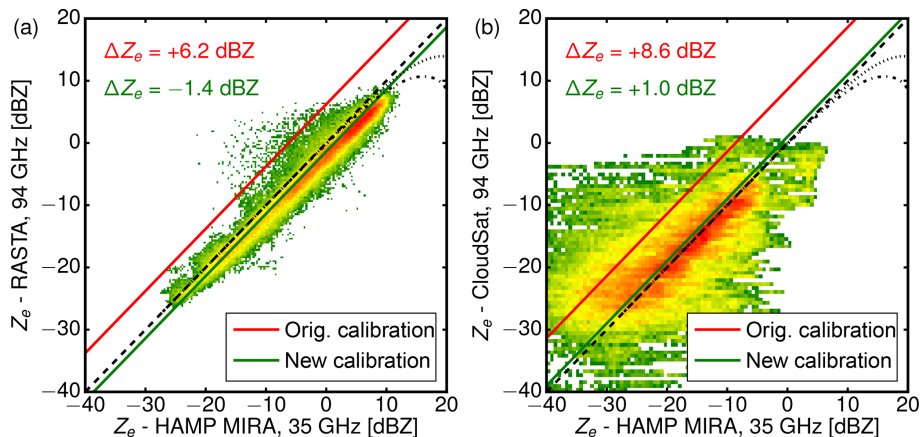 (a)
ΔZe = +6.2 dBZ
ΔZe = −1.4 dBZ
Ze - RASTA, 94 GHz [dBZ]
20
10
0
−10
−20
−30
−40
Orig. calibration
New calibration
−40 −30 −20 −10 0 10 20
Ze - HAMP MIRA, 35 GHz [dBZ]
(b)
ΔZe = +8.6 dBZ
ΔZe = +1.0 dBZ
Ze - CloudSat, 94 GHz [dBZ]
20
10
0
−10
−20
−30
−40
Orig. calibration
New calibration
−40 −30 −20 −10 0 10 20
Ze - HAMP MIRA, 35 GHz [dBZ]